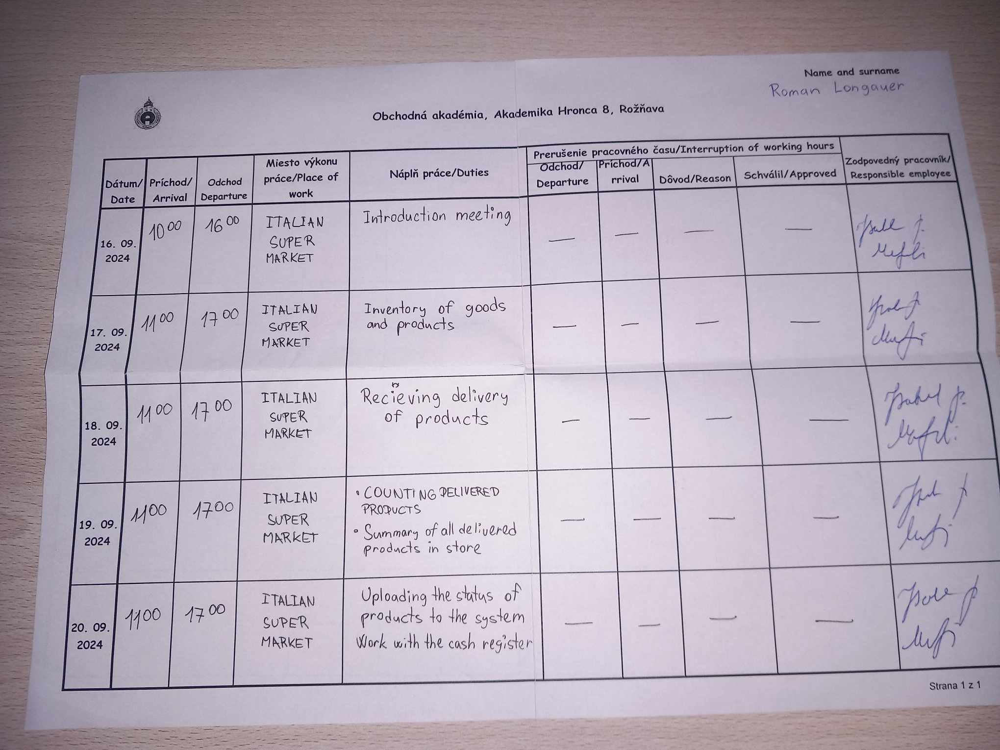 Name and surname
Roman Longauer
Obchodná akadémia, Akademika Hronca 8, Rožňava
Dátum/
Date
Príchod/
Arrival
Odchod
Departure
Miesto výkonu
práce/Place of
work
Náplň práce/Duties
Prerušenie pracovného času/Interruption of working hours
Odchod/
Departure
Príchod/A
rrival
Dôvod/Reason
Schválil/Approved
Zodpovedný pracovník/
Responsible employee
16. 09.
2024
10 00
16 00
ITALIAN
SUPER
MARKET
Introduction meeting
— — — —
17. 09.
2024
11 00
17 00
ITALIAN
SUPER
MARKET
Inventory of goods
and products
— — — —
18. 09.
2024
11 00
17 00
ITALIAN
SUPER
MARKET
Recieving delivery
of products
— — — —
19. 09.
2024
11 00
17 00
ITALIAN
SUPER
MARKET
• COUNTING DELIVERED
PRODUCTS
• Summary of all delivered
products in store
— — — —
20. 09.
2024
11 00
17 00
ITALIAN
SUPER
MARKET
Uploading the status of
products to the system
Work with the cash register
— — — —
Strana 1 z 1